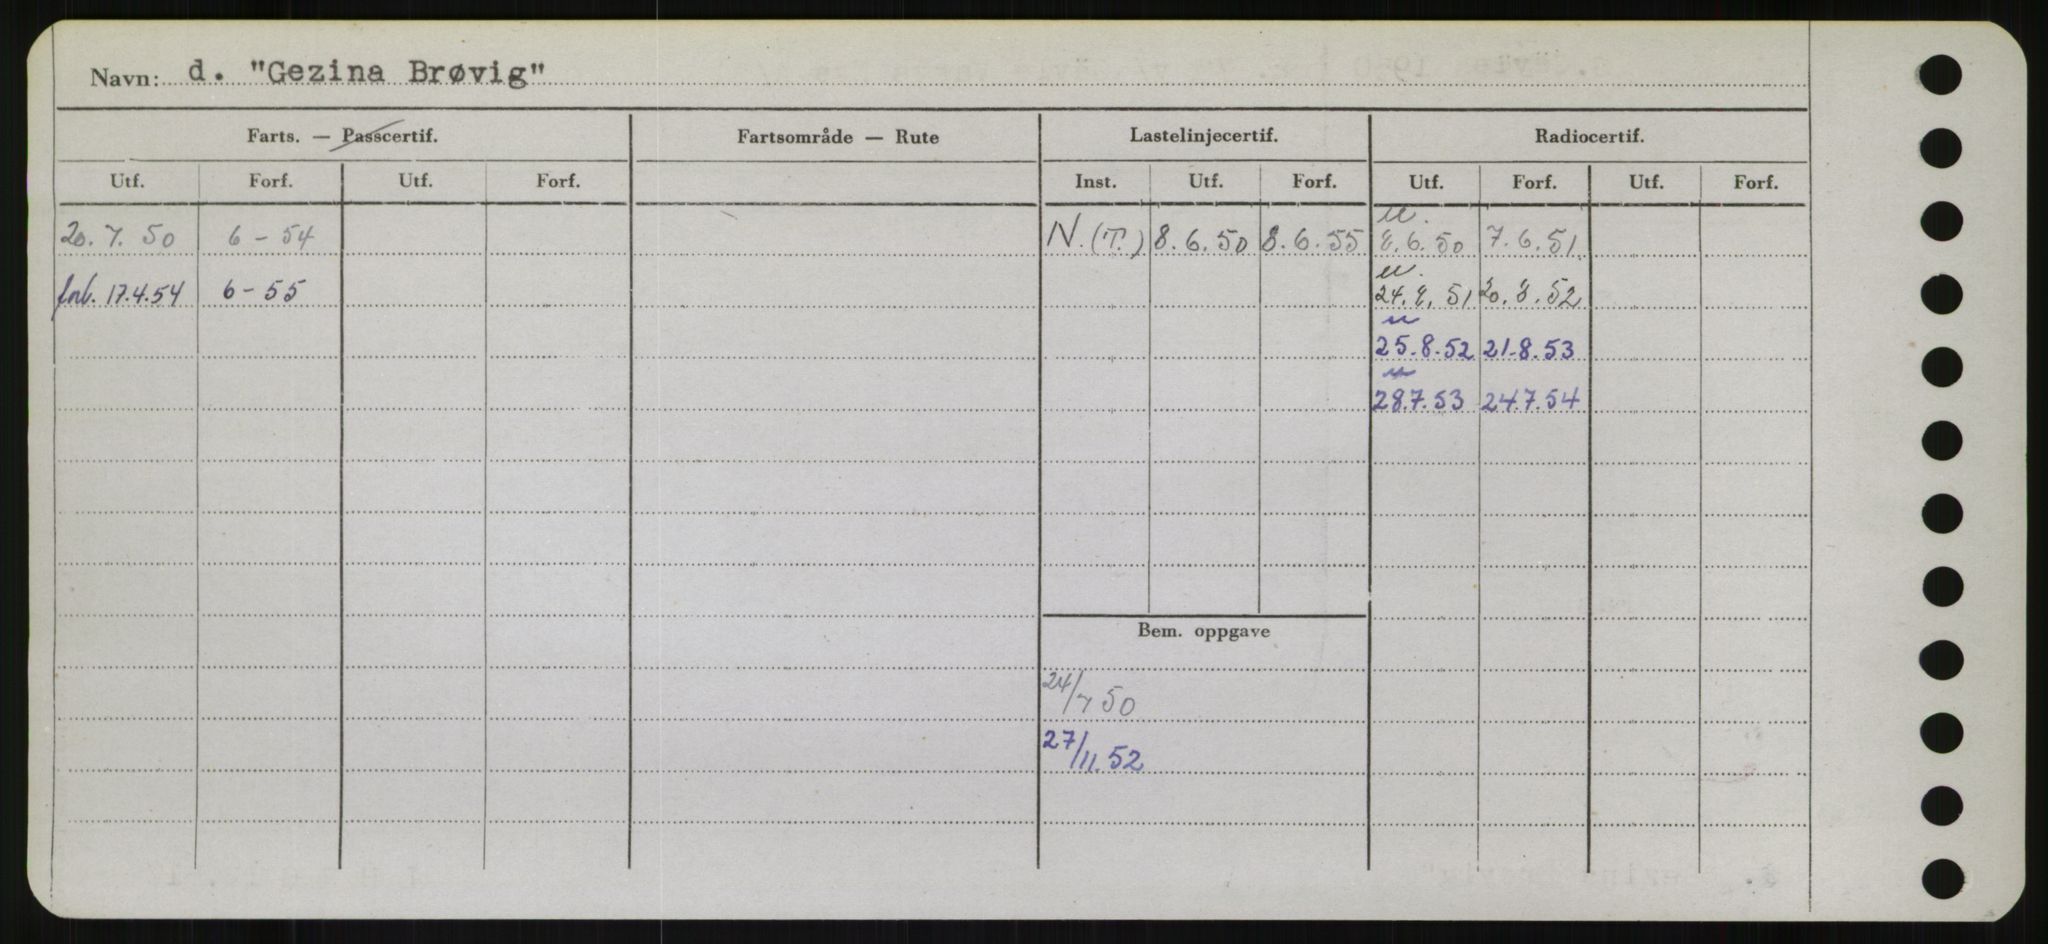 Navn: d. "Gezina Brøvig"
Farts. — Passcertif. Fartsområde — Rute Lastelinjecertif. Radiocertif.
Utf. Forf. Utf. Forf. Inst. Utf. Forf. Utf. Forf. Utf. Forf.
u.
20. 7. 50 6 - 54 N. (T.) 8. 6. 50 8. 6. 55 8. 6. 50 7. 6. 51
u.
forl. 17.4.54 6 - 55 24. 8. 51 20. 8. 52
u
25.8.52 21.8.53
u
28.7.53 24.7.54
Bem. oppgave
24/7 50
27/11.52